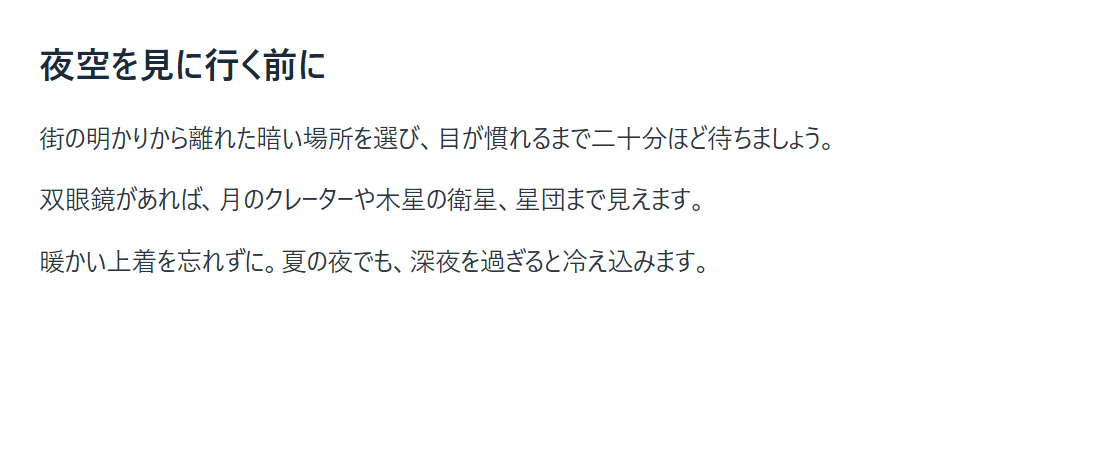 夜空を見に行く前に
街の明かりから離れた暗い場所を選び、目が慣れるまで二十分ほど待ちましょう。
双眼鏡があれば、月のクレーターや木星の衛星、星団まで見えます。
暖かい上着を忘れずに。夏の夜でも、深夜を過ぎると冷え込みます。